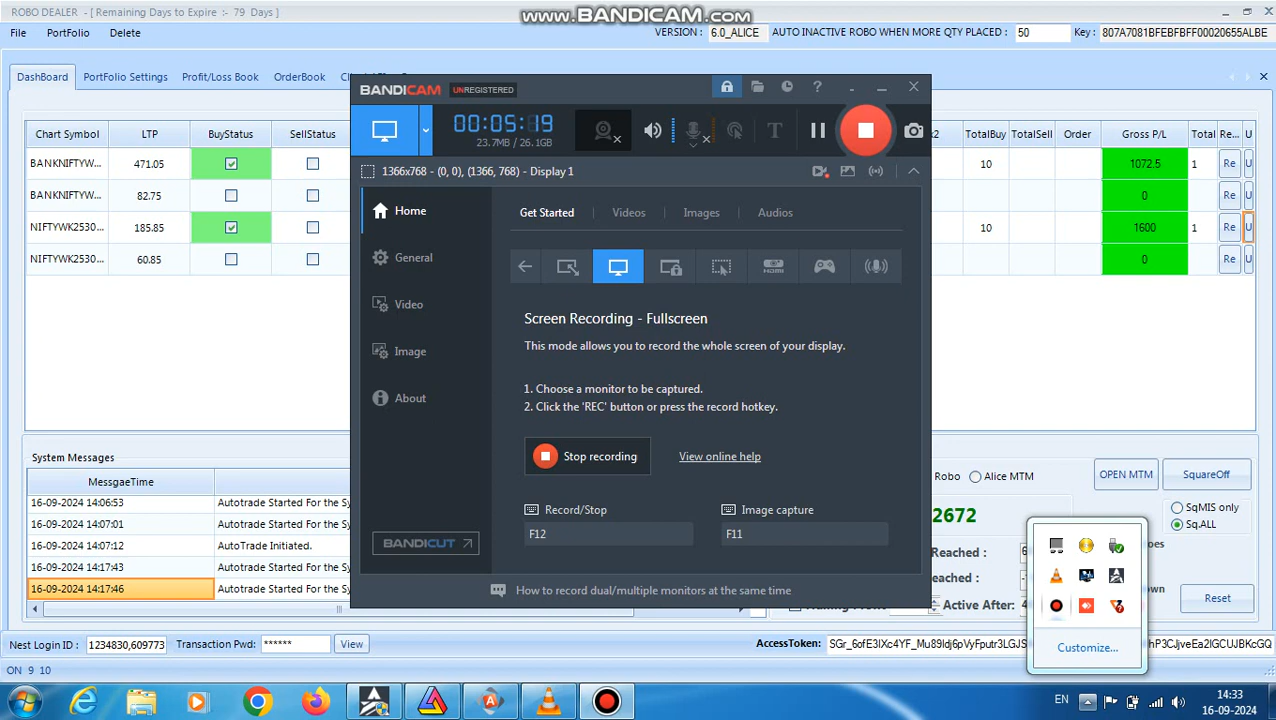 www.BANDICAM.com
ROBO DEALER - [ Remaining Days to Expire :- 79 Days ]
File PortFolio Delete
VERSION : 6.0_ALICE AUTO INACTIVE ROBO WHEN MORE QTY PLACED : 50 Key : 807A7081BFEBFBFF00020655ALBE
DashBoard PortFolio Settings Profit/Loss Book OrderBook
Chart Symbol LTP BuyStatus SellStatus TotalBuy TotalSell Order Gross P/L Total Re... U
BANKNIFTYW... 471.05 10 1072.5 1 Re U
BANKNIFTYW... 82.75 0 Re U
NIFTYWK2530... 185.85 10 1600 1 Re U
NIFTYWK2530... 60.85 0 Re U
BANDICAM UNREGISTERED
00:05:19
23.7MB / 26.1GB
1366x768 - (0, 0), (1366, 768) - Display 1
Home
General
Video
Image
About
BANDICUT
Get Started Videos Images Audios
HDMI
Screen Recording - Fullscreen
This mode allows you to record the whole screen of your display.
1. Choose a monitor to be captured.
2. Click the 'REC' button or press the record hotkey.
Stop recording View online help
Record/Stop Image capture
F12 F11
How to record dual/multiple monitors at the same time
System Messages
MessgaeTime
16-09-2024 14:06:53 Autotrade Started For the Sy
16-09-2024 14:07:01 Autotrade Started For the Sy
16-09-2024 14:07:12 AutoTrade Initiated.
16-09-2024 14:17:43 Autotrade Started For the Sy
16-09-2024 14:17:46 Autotrade Started For the Sy
Robo Alice MTM OPEN MTM SquareOff
2672
SqMIS only
Sq.ALL
Reached :
Active After:
Reset
Customize...
Nest Login ID : 1234830,609773 Transaction Pwd: ****** View
AccessToken:
ON 9 10
EN
14:33
16-09-2024